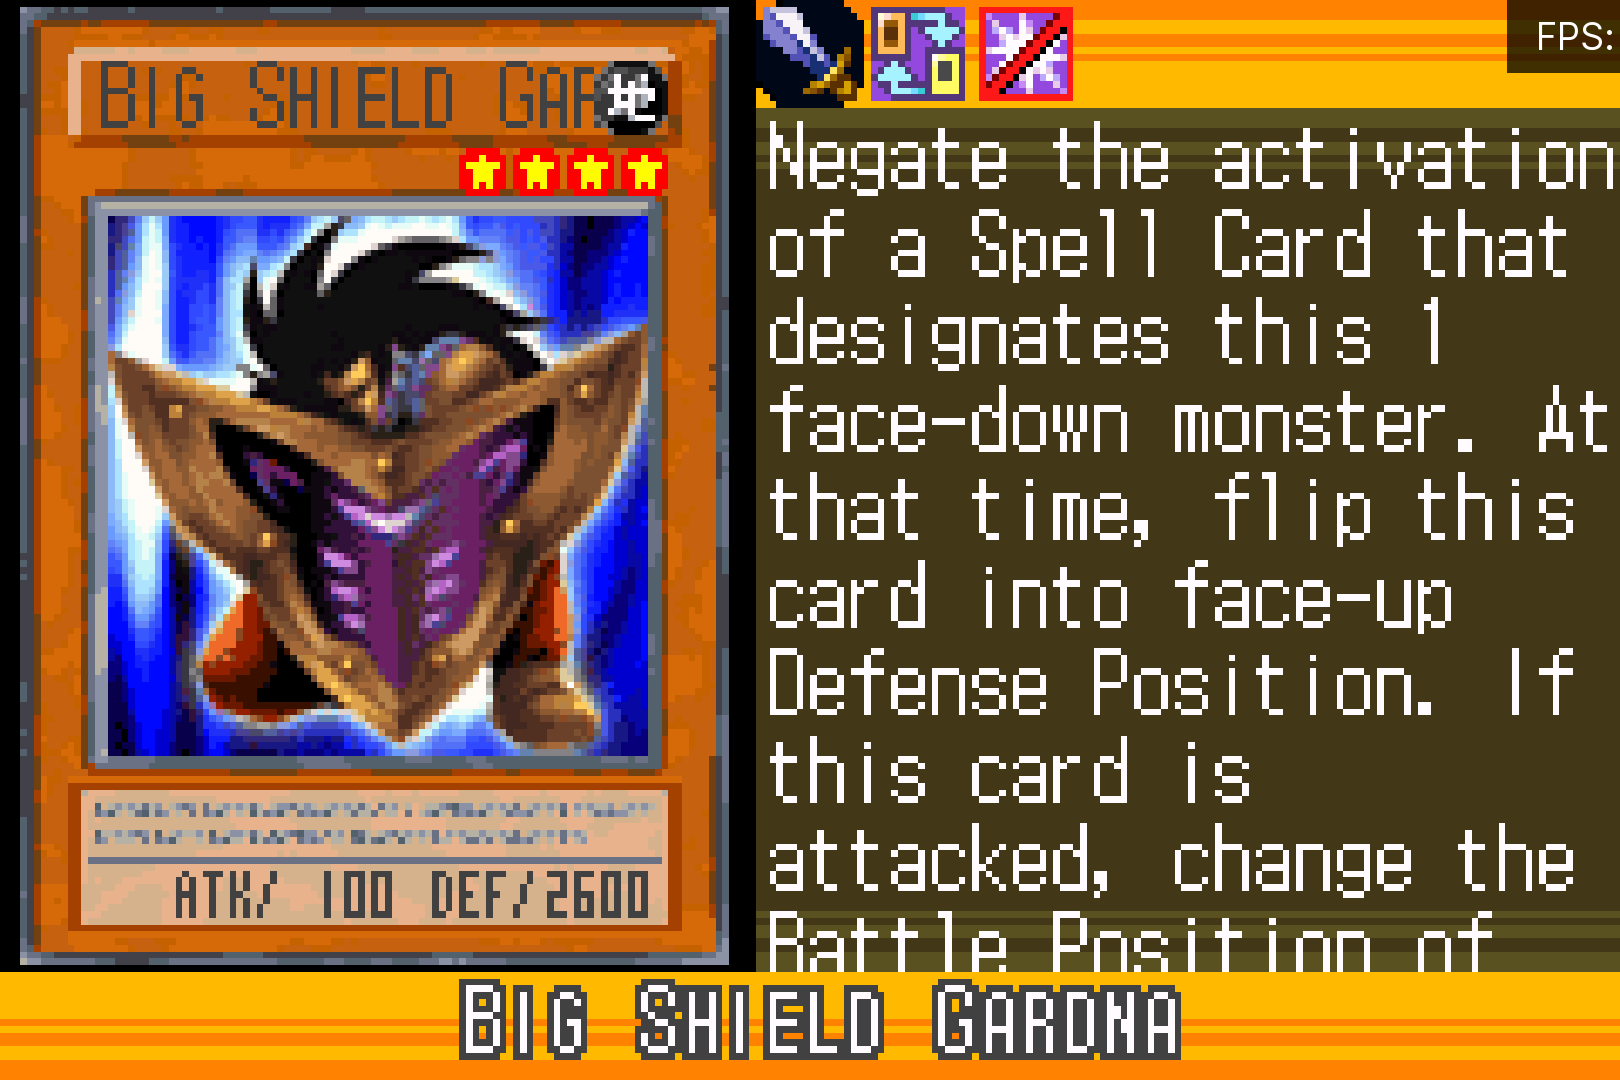 BIG SHIELD GAR
地
ATK/ 100 DEF/2600
FPS:
Negate the activation
of a Spell Card that
designates this 1
face-down monster. At
that time, flip this
card into face-up
Defense Position. If
this card is
attacked, change the
Battle Position of
BIG SHIELD GARDNA